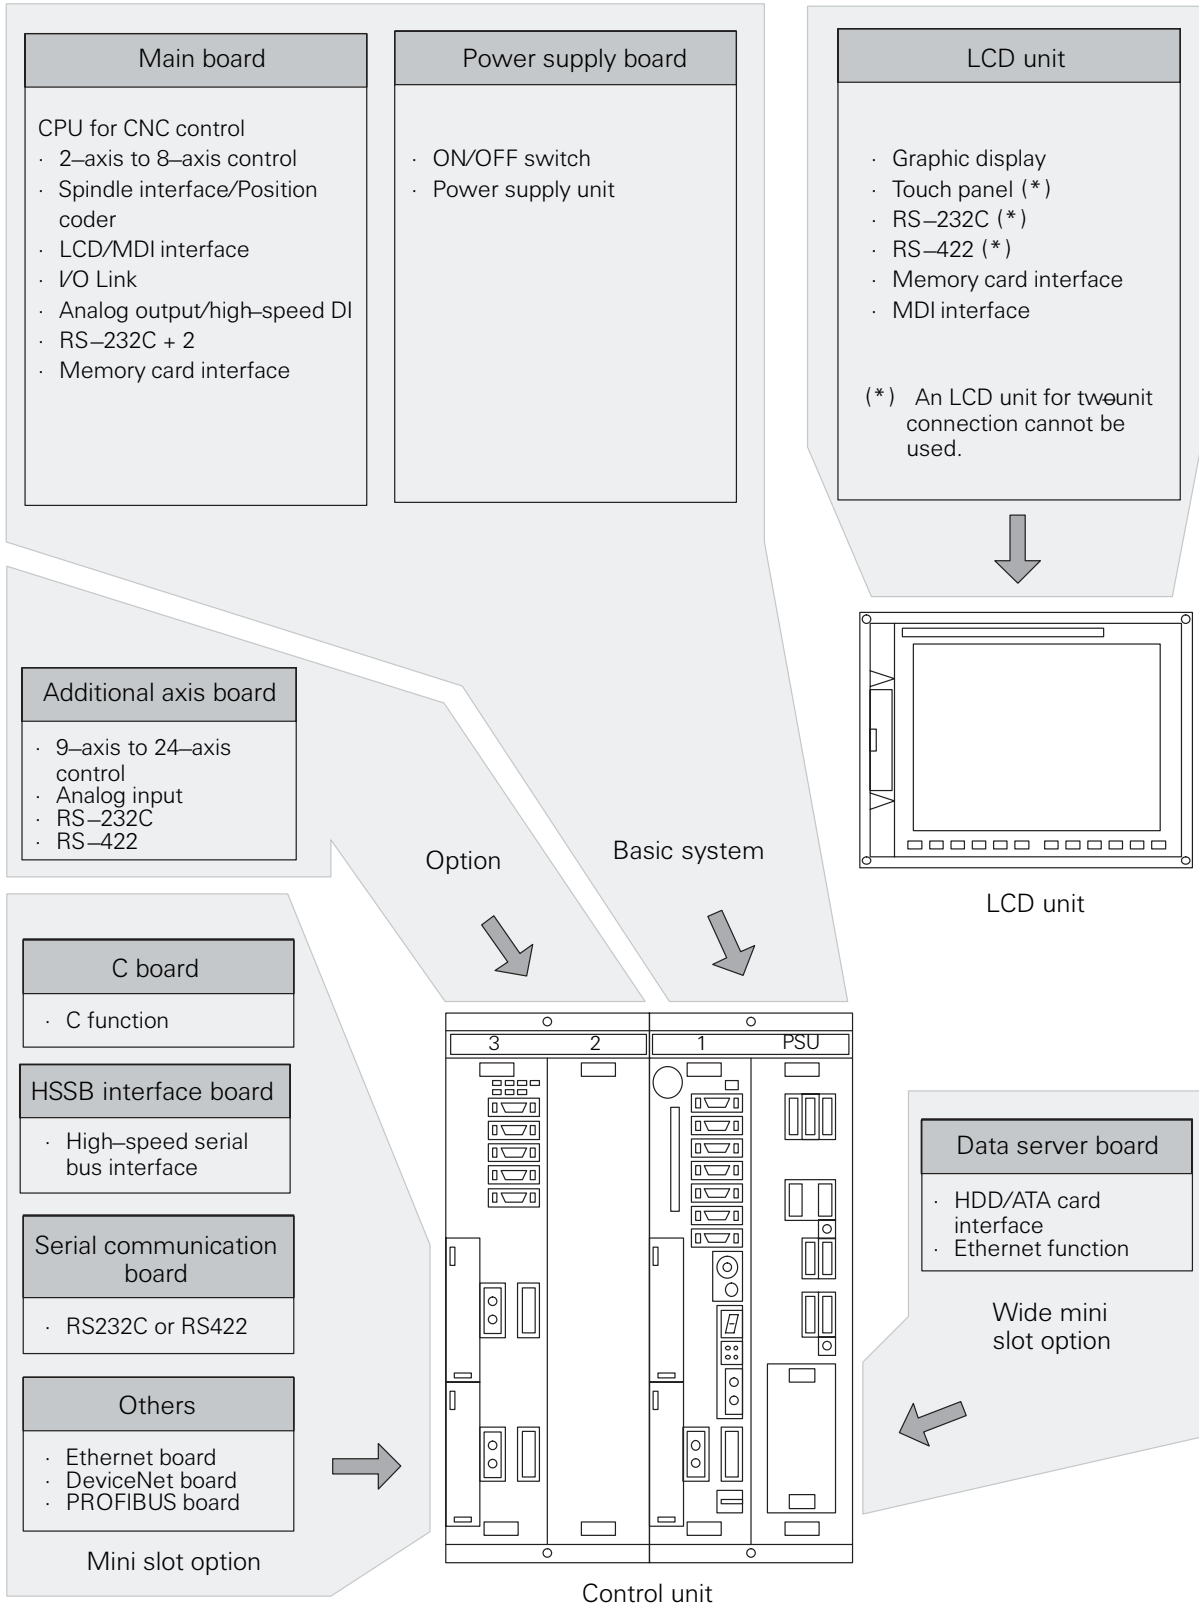 Main board
CPU for CNC control
· 2–axis to 8–axis control
· Spindle interface/Position
coder
· LCD/MDI interface
· I/O Link
· Analog output/high–speed DI
· RS–232C + 2
· Memory card interface
Power supply board
· ON/OFF switch
· Power supply unit
LCD unit
· Graphic display
· Touch panel (*)
· RS–232C (*)
· RS–422 (*)
· Memory card interface
· MDI interface
(*) An LCD unit for two–unit
connection cannot be
used.
LCD unit
Additional axis board
· 9–axis to 24–axis
control
· Analog input
· RS–232C
· RS–422
Option
Basic system
C board
· C function
HSSB interface board
· High–speed serial
bus interface
Serial communication
board
· RS232C or RS422
Others
· Ethernet board
· DeviceNet board
· PROFIBUS board
Mini slot option
3 2 1 PSU
Control unit
Data server board
· HDD/ATA card
interface
· Ethernet function
Wide mini
slot option